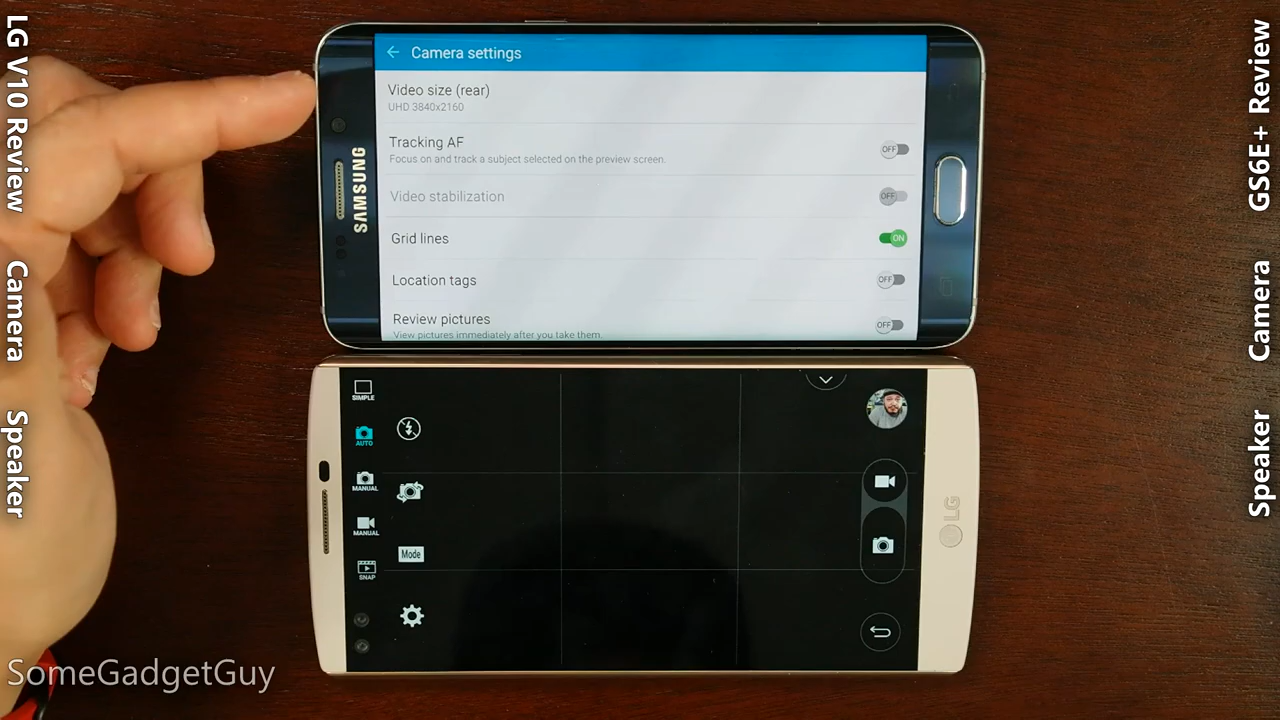 LG V10 Review
Camera
Speaker
SAMSUNG
Camera settings
Video size (rear)
UHD 3840x2160
Tracking AF
Focus on and track a subject selected on the preview screen.
OFF
Video stabilization
OFF
Grid lines
ON
Location tags
OFF
Review pictures
View pictures immediately after you take them.
OFF
SIMPLE
AUTO
MANUAL
MANUAL
SNAP
Mode
LG
GS6E+ Review
Camera
Speaker
SomeGadgetGuy